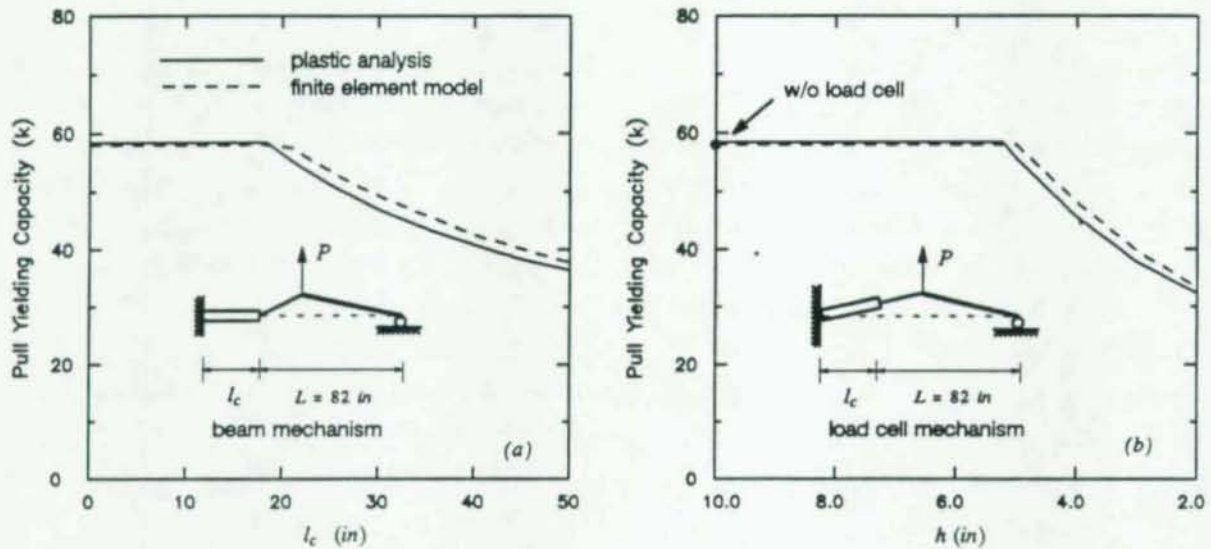 80
60
40
20
0
Pull Yielding Capacity (k)
plastic analysis
finite element model
P
l_c
L = 82 in
beam mechanism
(a)
0
10
20
30
40
50
l_c (in)
80
60
40
20
0
Pull Yielding Capacity (k)
w/o load cell
P
l_c
L = 82 in
load cell mechanism
(b)
10.0
8.0
6.0
4.0
2.0
h (in)